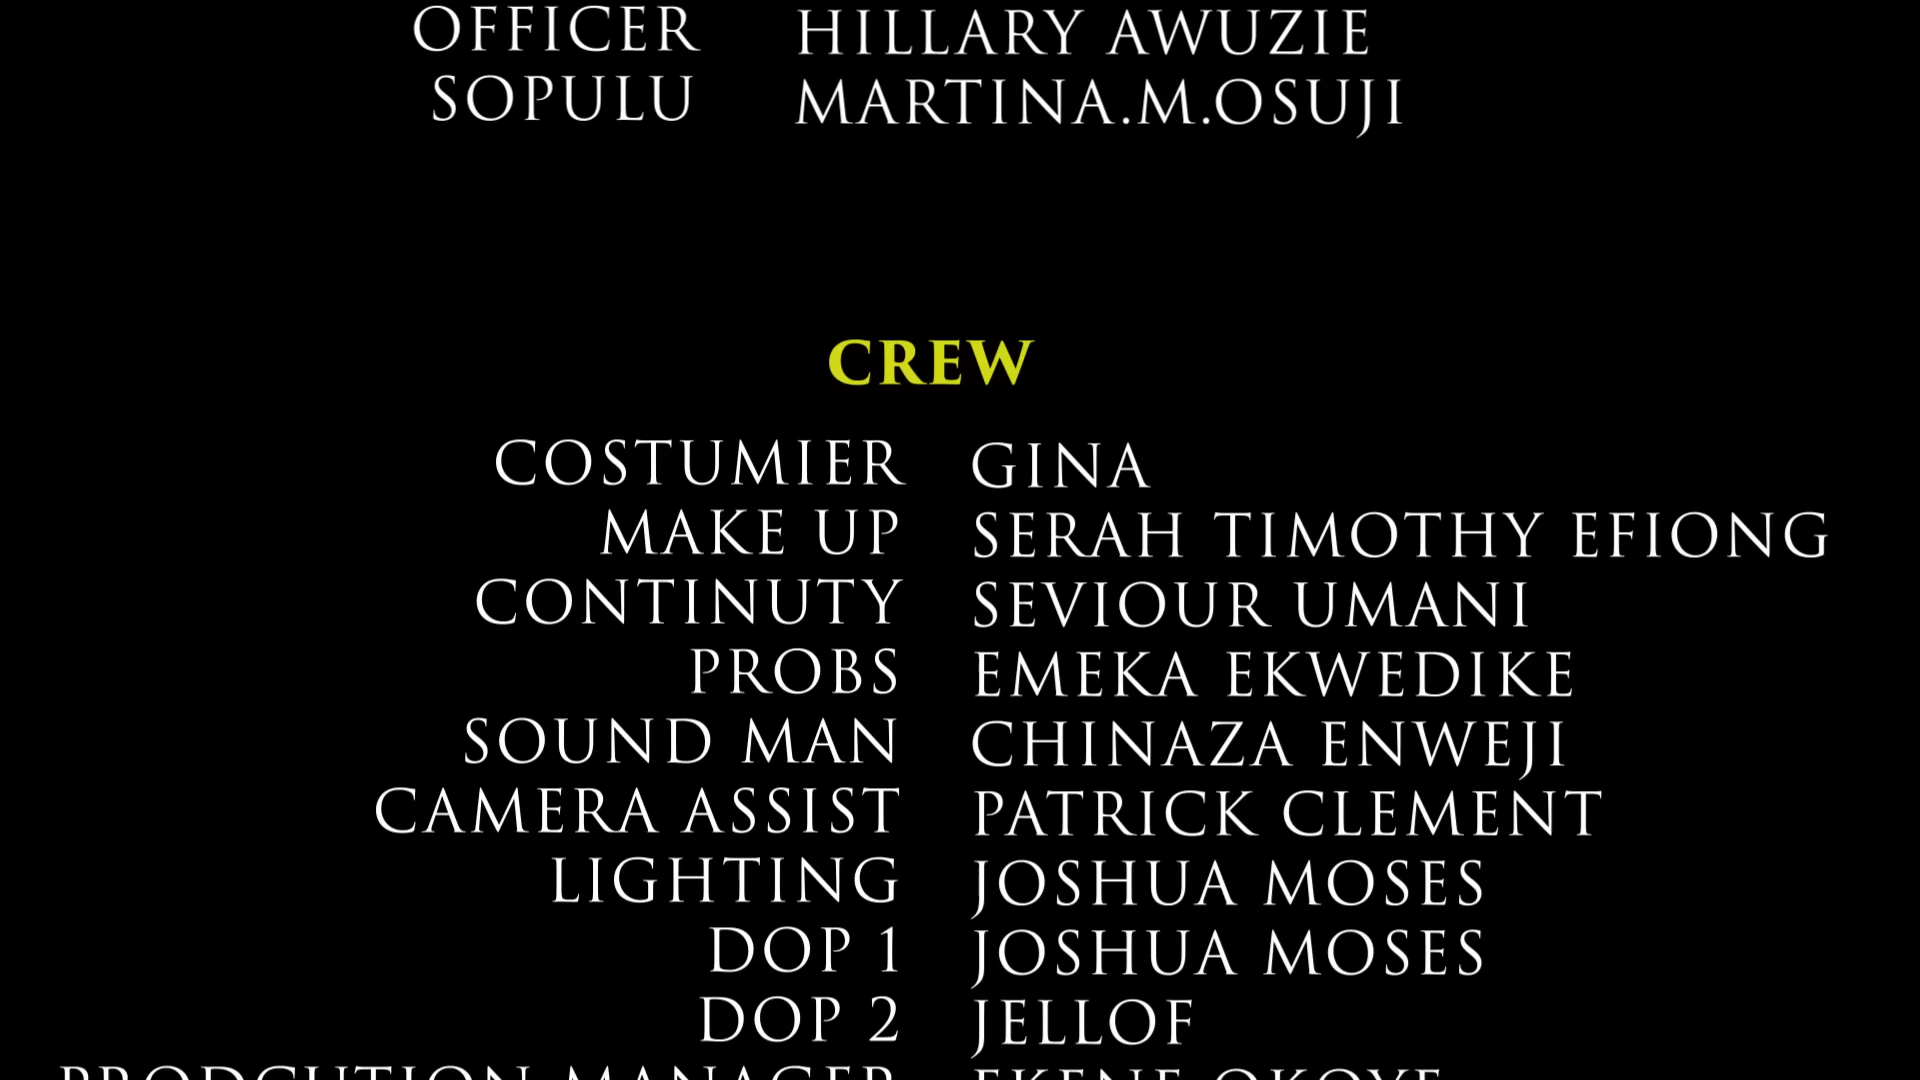 OFFICER HILLARY AWUZIE
SOPULU MARTINA.M.OSUJI
CREW
COSTUMIER GINA
MAKE UP SERAH TIMOTHY EFIONG
CONTINUTY SEVIOUR UMANI
PROBS EMEKA EKWEDIKE
SOUND MAN CHINAZA ENWEJI
CAMERA ASSIST PATRICK CLEMENT
LIGHTING JOSHUA MOSES
DOP 1 JOSHUA MOSES
DOP 2 JELLOF
PRODCUTION MANAGER EKENE OKOYE